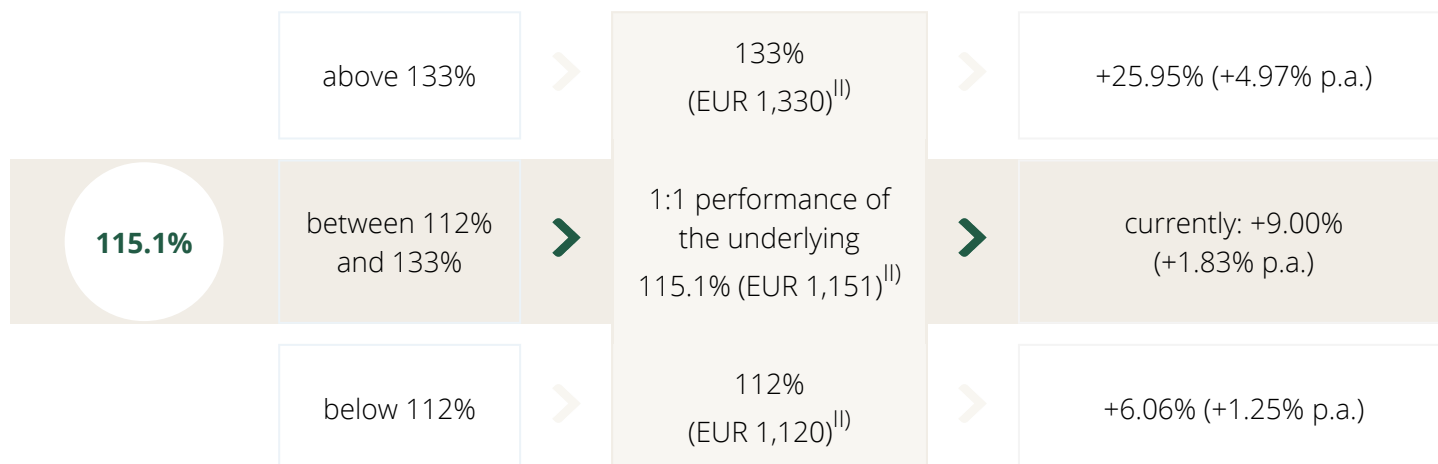 above 133%
133%
(EUR 1,330)II)
+25.95% (+4.97% p.a.)
115.1%
between 112%
and 133%
1:1 performance of
the underlying
115.1% (EUR 1,151)II)
currently: +9.00%
(+1.83% p.a.)
below 112%
112%
(EUR 1,120)II)
+6.06% (+1.25% p.a.)